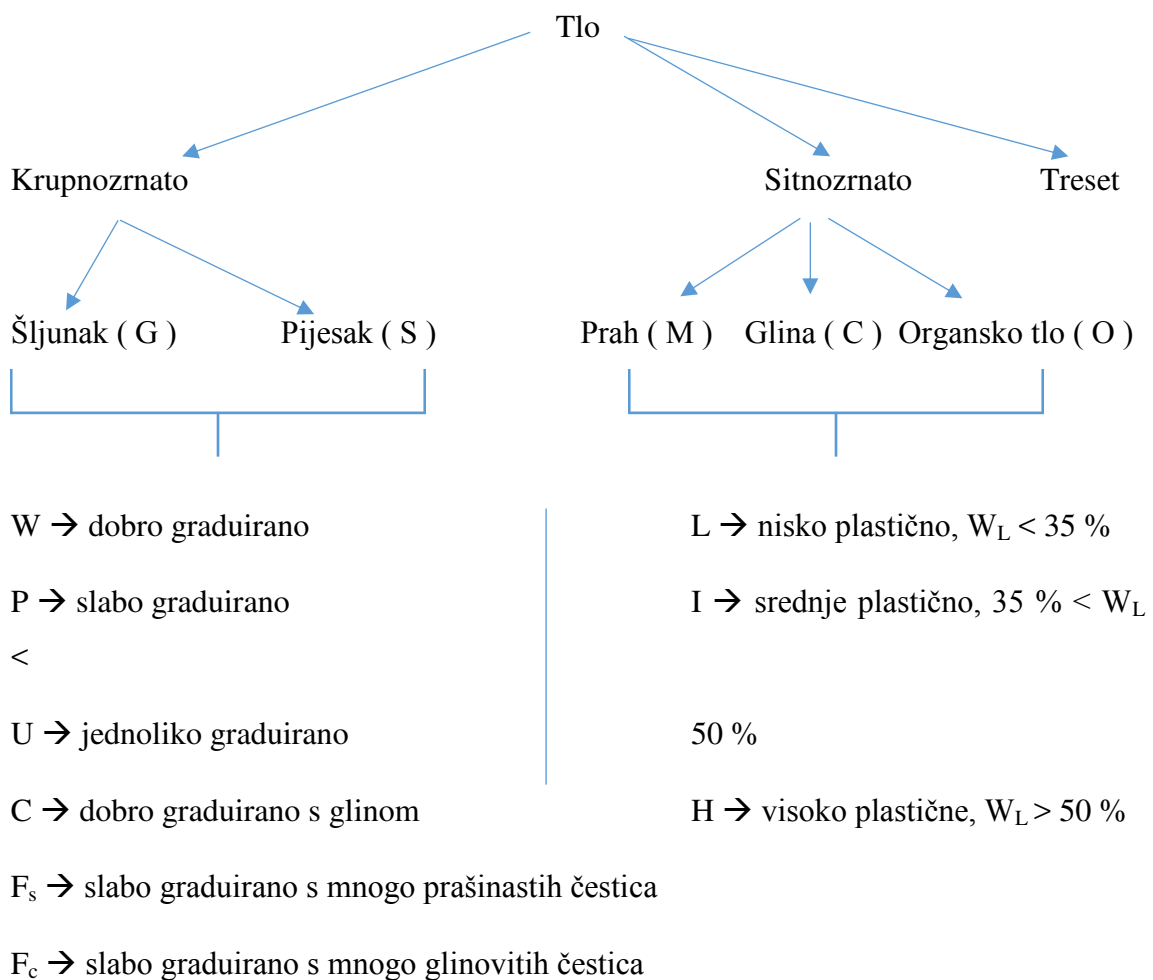 Tlo
Krupnozrnato Sitnozrnato Treset
Šljunak ( G ) Pijesak ( S ) Prah ( M ) Glina ( C ) Organsko tlo ( O )
W → dobro graduirano L → nisko plastično, W_L < 35 %
P → slabo graduirano I → srednje plastično, 35 % < W_L
<
U → jednoliko graduirano 50 %
C → dobro graduirano s glinom H → visoko plastične, W_L > 50 %
F_s → slabo graduirano s mnogo prašinastih čestica
F_c → slabo graduirano s mnogo glinovitih čestica